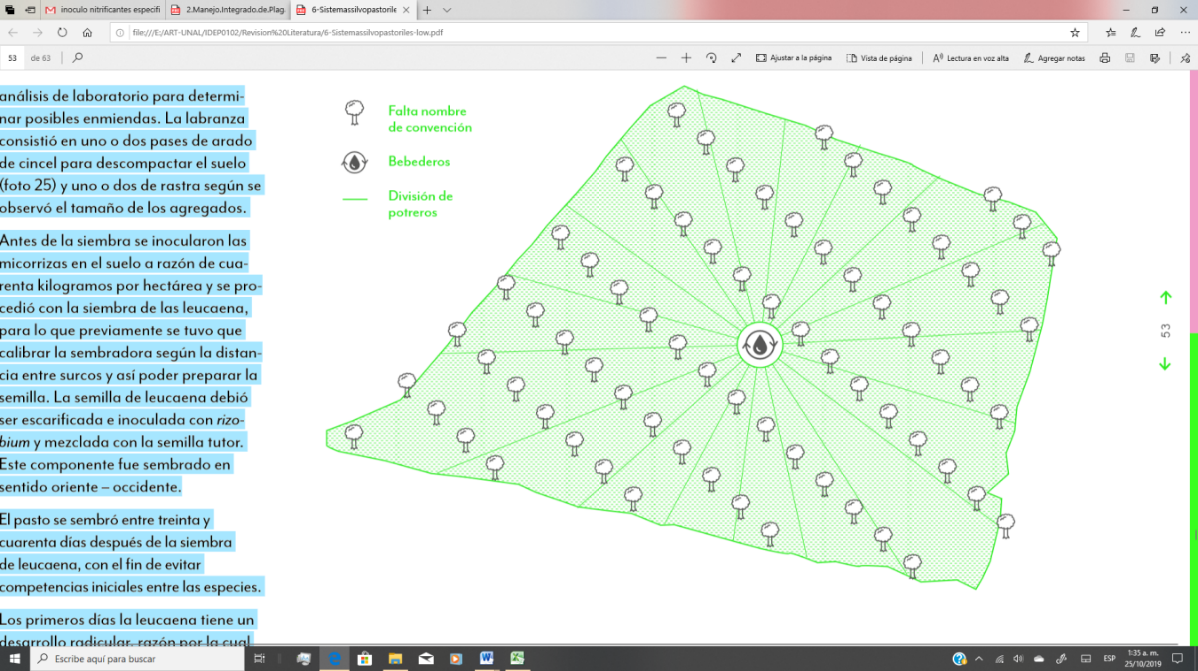 inoculo nitrificantes especifi
2.Manejo.Integrado.de.Plag
6-Sistemassilvopastorile
file:///E:/ART-UNAL/IDEP0102/Revision%20Literatura/6-Sistemassilvopastoriles-low.pdf
53 de 63
Ajustar a la página
Vista de página
Lectura en voz alta
Agregar notas
análisis de laboratorio para determi-
nar posibles enmiendas. La labranza
consistió en uno o dos pases de arado
de cincel para descompactar el suelo
(foto 25) y uno o dos de rastra según se
observó el tamaño de los agregados.
Antes de la siembra se inocularon las
micorrizas en el suelo a razón de cua-
renta kilogramos por hectárea y se pro-
cedió con la siembra de las leucaena,
para lo que previamente se tuvo que
calibrar la sembradora según la distan-
cia entre surcos y así poder preparar la
semilla. La semilla de leucaena debió
ser escarificada e inoculada con rizo-
bium y mezclada con la semilla tutor.
Este componente fue sembrado en
sentido oriente – occidente.
El pasto se sembró entre treinta y
cuarenta días después de la siembra
de leucaena, con el fin de evitar
competencias iniciales entre las especies.
Los primeros días la leucaena tiene un
desarrollo radicular, razón por la cual
Falta nombre
de convención
Bebederos
División de
potreros
53
Escribe aquí para buscar
ESP
1:35 a. m.
25/10/2019